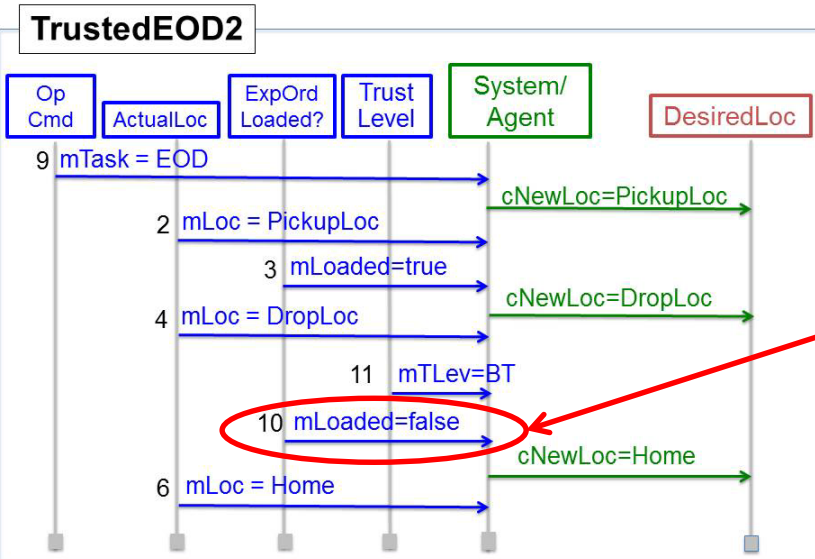 TrustedEOD2
Op
Cmd
ActualLoc
ExpOrd
Loaded?
Trust
Level
System/
Agent
DesiredLoc
9 mTask = EOD
cNewLoc=PickupLoc
2 mLoc = PickupLoc
3 mLoaded=true
cNewLoc=DropLoc
4 mLoc = DropLoc
11 mTLev=BT
10 mLoaded=false
cNewLoc=Home
6 mLoc = Home